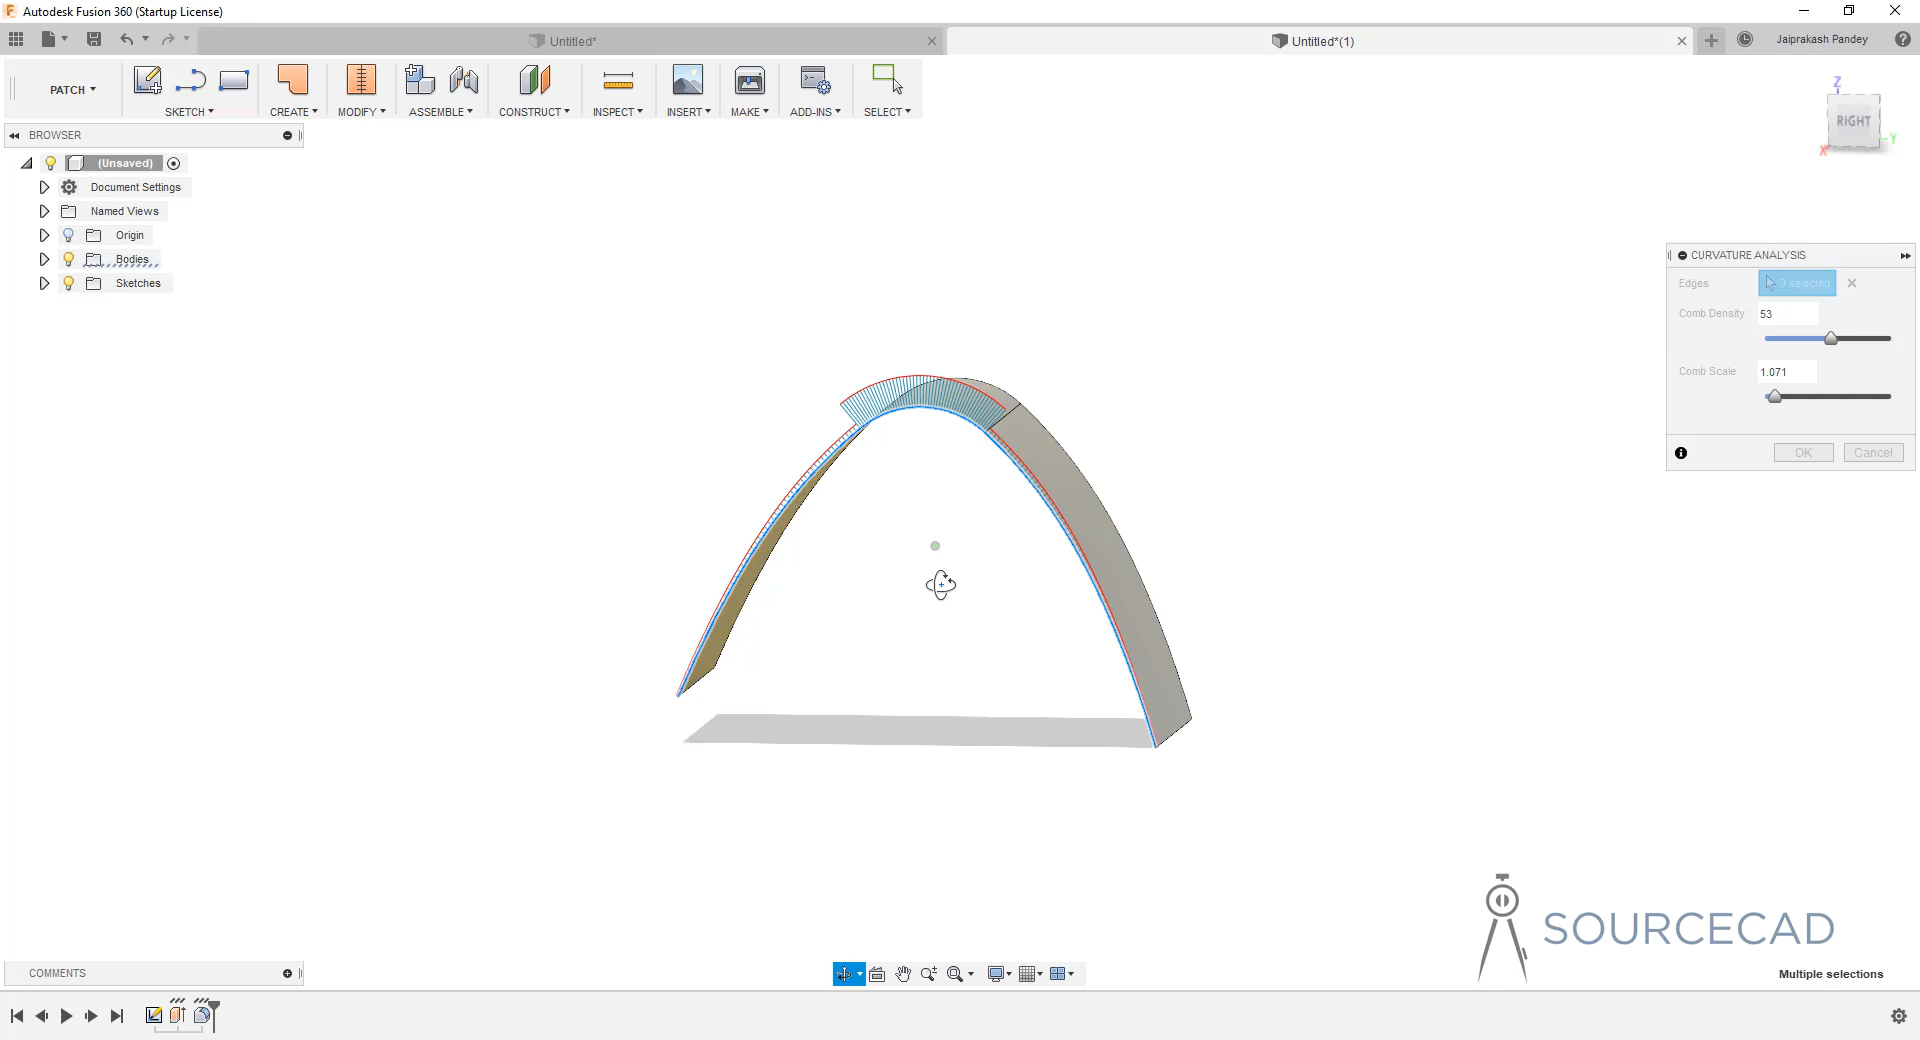 Autodesk Fusion 360 (Startup License)
Untitled*
Untitled*(1)
Jaiprakash Pandey
PATCH
SKETCH
CREATE
MODIFY
ASSEMBLE
CONSTRUCT
INSPECT
INSERT
MAKE
ADD-INS
SELECT
Z
RIGHT
Y
X
BROWSER
(Unsaved)
Document Settings
Named Views
Origin
Bodies
Sketches
CURVATURE ANALYSIS
Edges
3 selected
Comb Density
53
Comb Scale
1.071
OK
Cancel
SOURCECAD
COMMENTS
Multiple selections